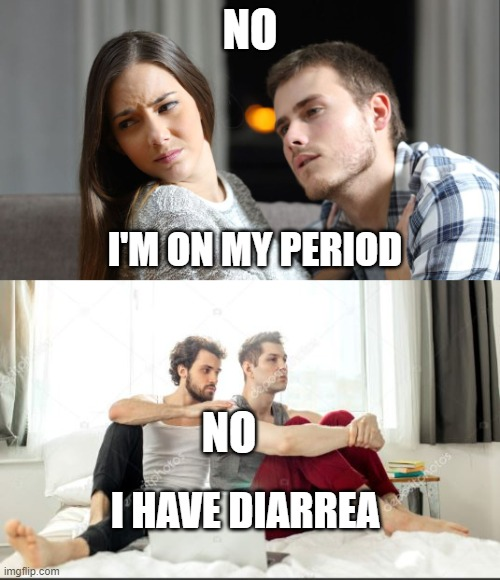 NO
I'M ON MY PERIOD
NO
I HAVE DIARREA
imgflip.com